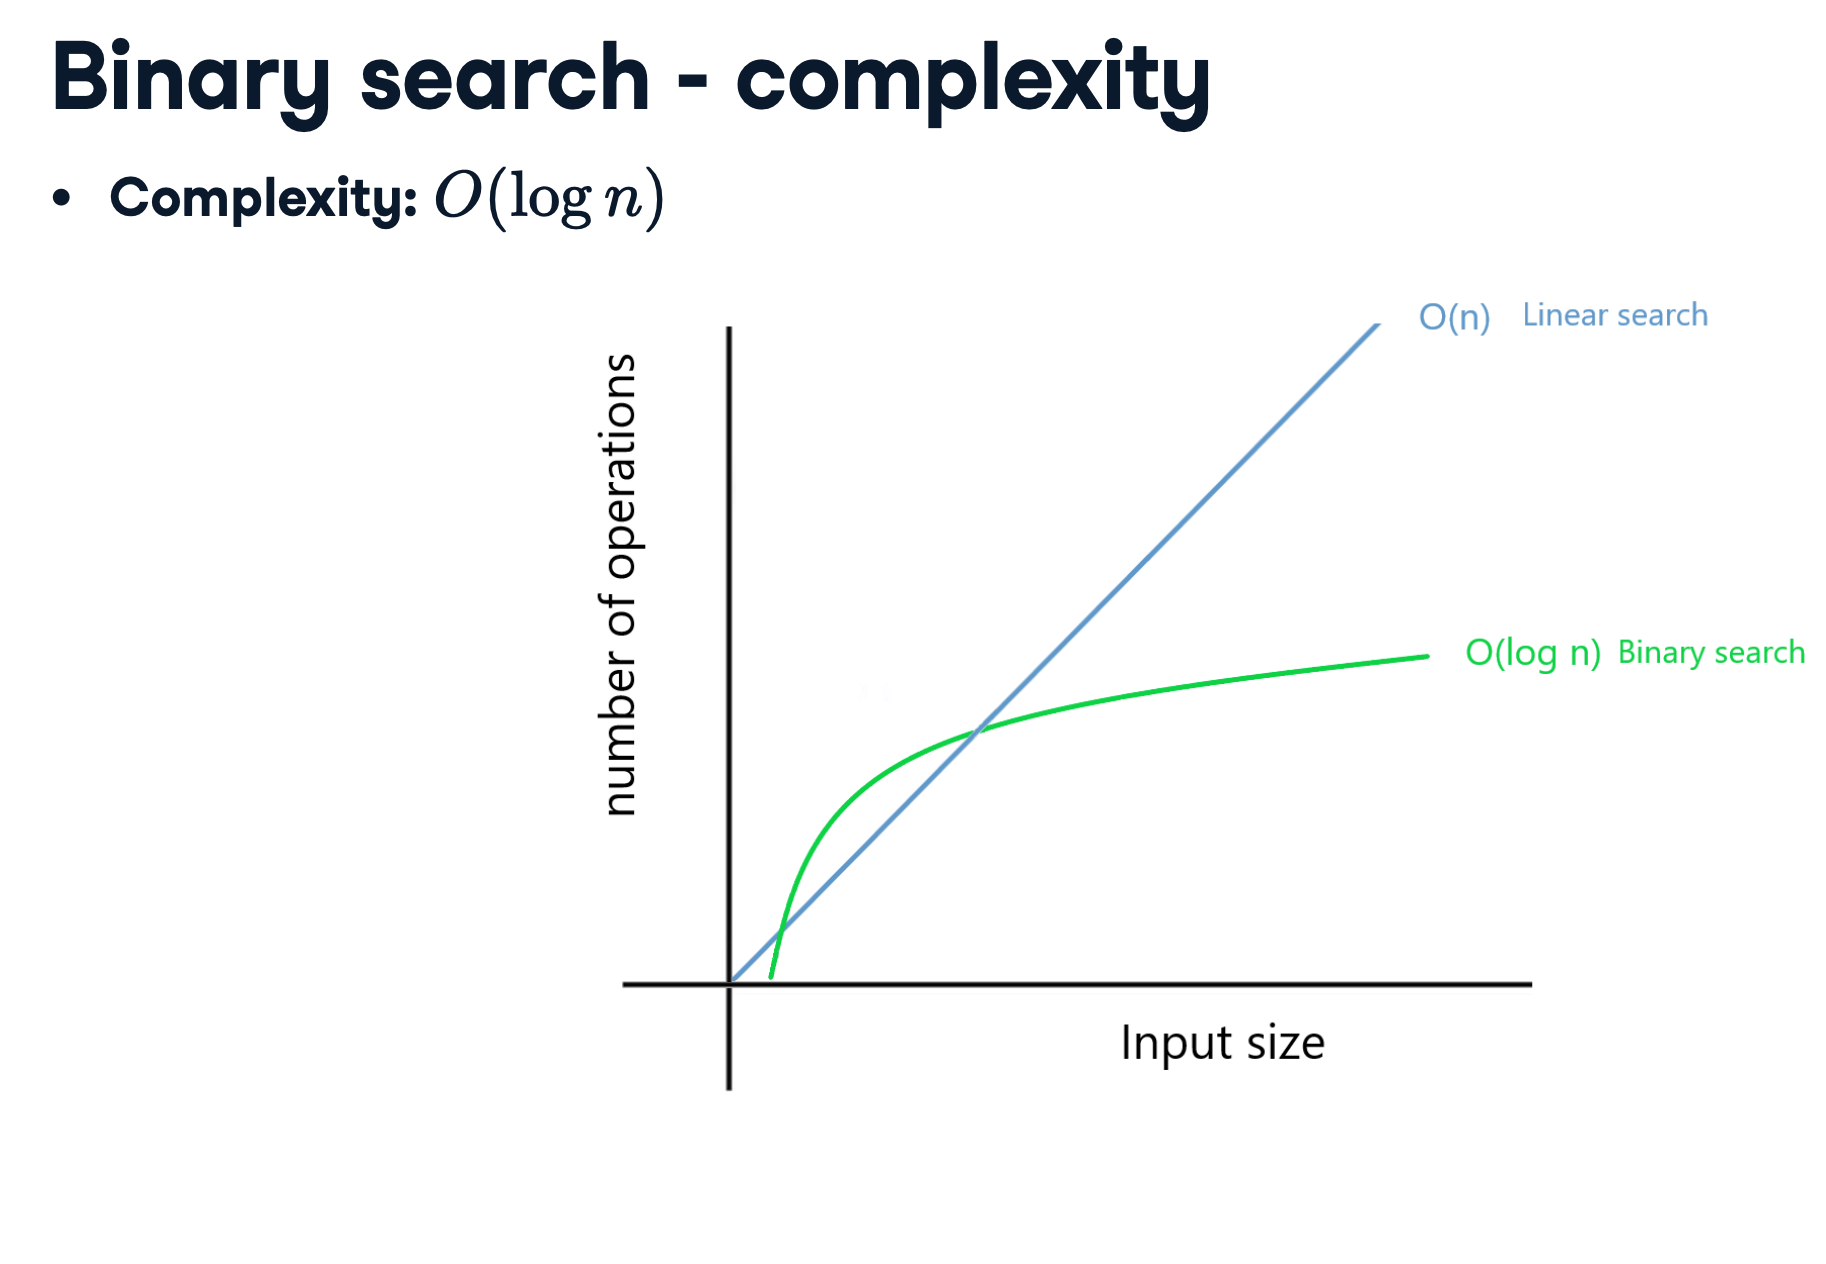 Binary search - complexity
• Complexity: O(log n)
O(n) Linear search
number of operations
O(log n) Binary search
Input size